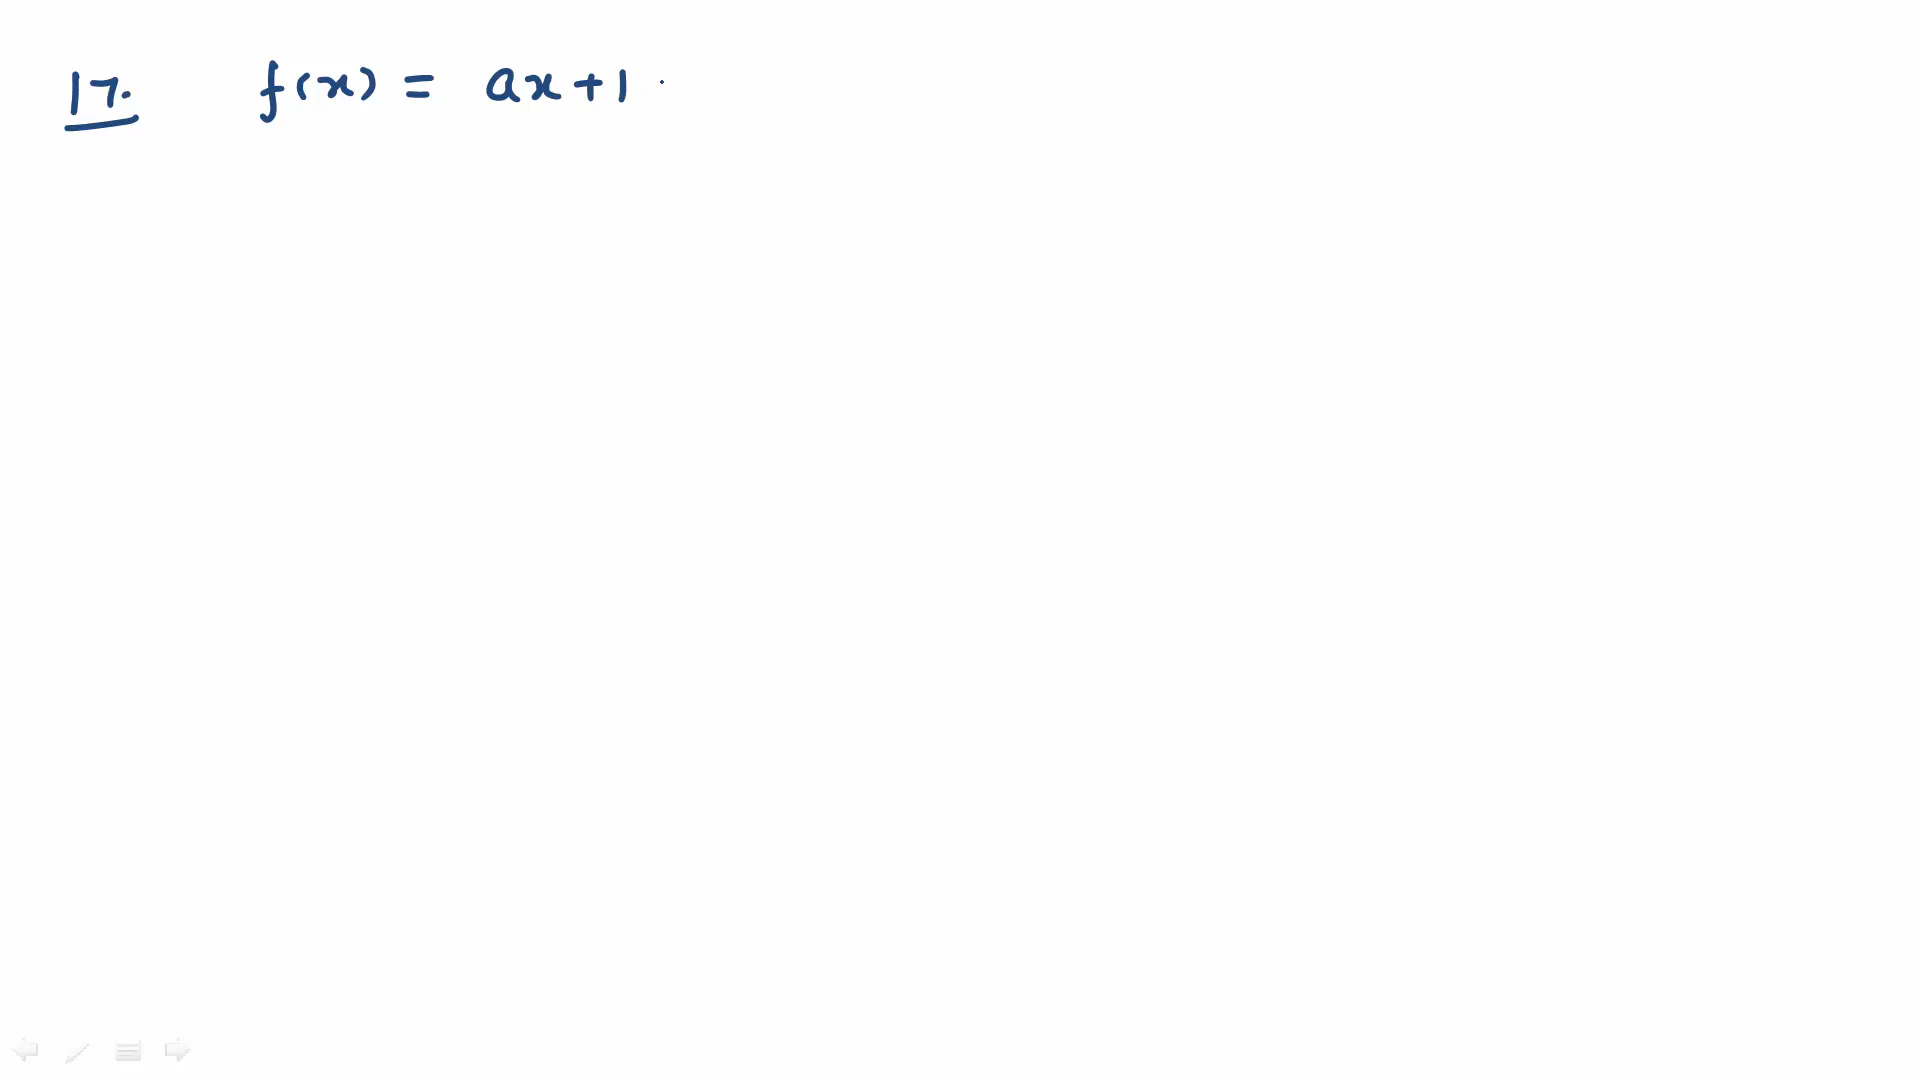 17. f(x) = ax+1